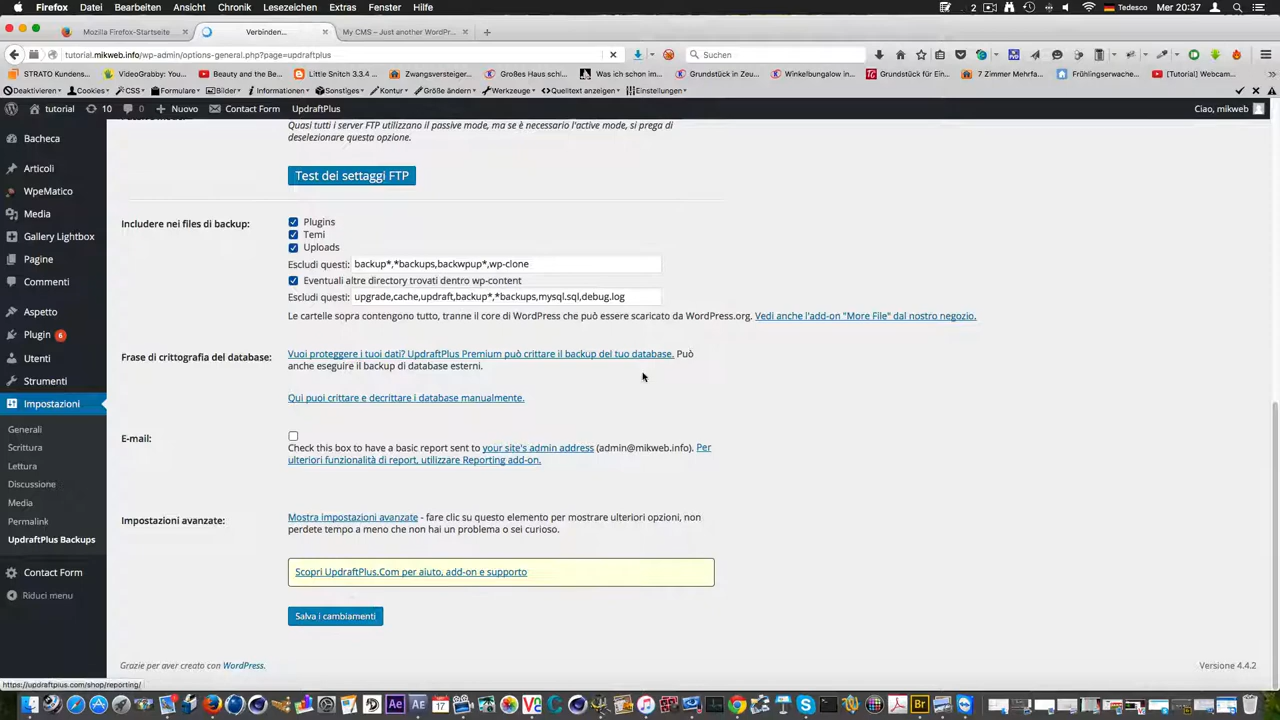 Firefox Datei Bearbeiten Ansicht Chronik Lesezeichen Extras Fenster Hilfe
2 Tedesco Mer 20:37
Mozilla Firefox-Startseite Verbinden… My CMS – Just another WordPr…
tutorial.mikweb.info/wp-admin/options-general.php?page=updraftplus Suchen
STRATO Kundens… VideoGrabby: You… Beauty and the Be… Little Snitch 3.3.4 Zwangsversteiger… Großes Haus schl… Was ich schon im… Grundstück in Zeu… Winkelbungalow in… Grundstück für Ein… 7 Zimmer Mehrfa… Frühlingserwache… [Tutorial] Webcam…
Deaktivieren Cookies CSS Formulare Bilder Informationen Sonstiges Kontur Größe ändern Werkzeuge Quelltext anzeigen Einstellungen
tutorial 10 0 Nuovo Contact Form UpdraftPlus Ciao, mikweb
Bacheca
Articoli
WpeMatico
Media
Gallery Lightbox
Pagine
Commenti
Aspetto
Plugin 6
Utenti
Strumenti
Impostazioni
Generali
Scrittura
Lettura
Discussione
Media
Permalink
UpdraftPlus Backups
Contact Form
Riduci menu
Quasi tutti i server FTP utilizzano il passive mode, ma se è necessario l'active mode, si prega di
deselezionare questa opzione.
Test dei settaggi FTP
Includere nei files di backup:
Plugins
Temi
Uploads
Escludi questi: backup*,*backups,backwpup*,wp-clone
Eventuali altre directory trovati dentro wp-content
Escludi questi: upgrade,cache,updraft,backup*,*backups,mysql.sql,debug.log
Le cartelle sopra contengono tutto, tranne il core di WordPress che può essere scaricato da WordPress.org. Vedi anche l'add-on "More File" dal nostro negozio.
Frase di crittografia del database:
Vuoi proteggere i tuoi dati? UpdraftPlus Premium può crittare il backup del tuo database. Può
anche eseguire il backup di database esterni.
Qui puoi crittare e decrittare i database manualmente.
E-mail:
Check this box to have a basic report sent to your site's admin address (admin@mikweb.info). Per
ulteriori funzionalità di report, utilizzare Reporting add-on.
Impostazioni avanzate:
Mostra impostazioni avanzate - fare clic su questo elemento per mostrare ulteriori opzioni, non
perdete tempo a meno che non hai un problema o sei curioso.
Scopri UpdraftPlus.Com per aiuto, add-on e supporto
Salva i cambiamenti
Grazie per aver creato con WordPress. Versione 4.4.2
https://updraftplus.com/shop/reporting/
Ae Ae 17 Br